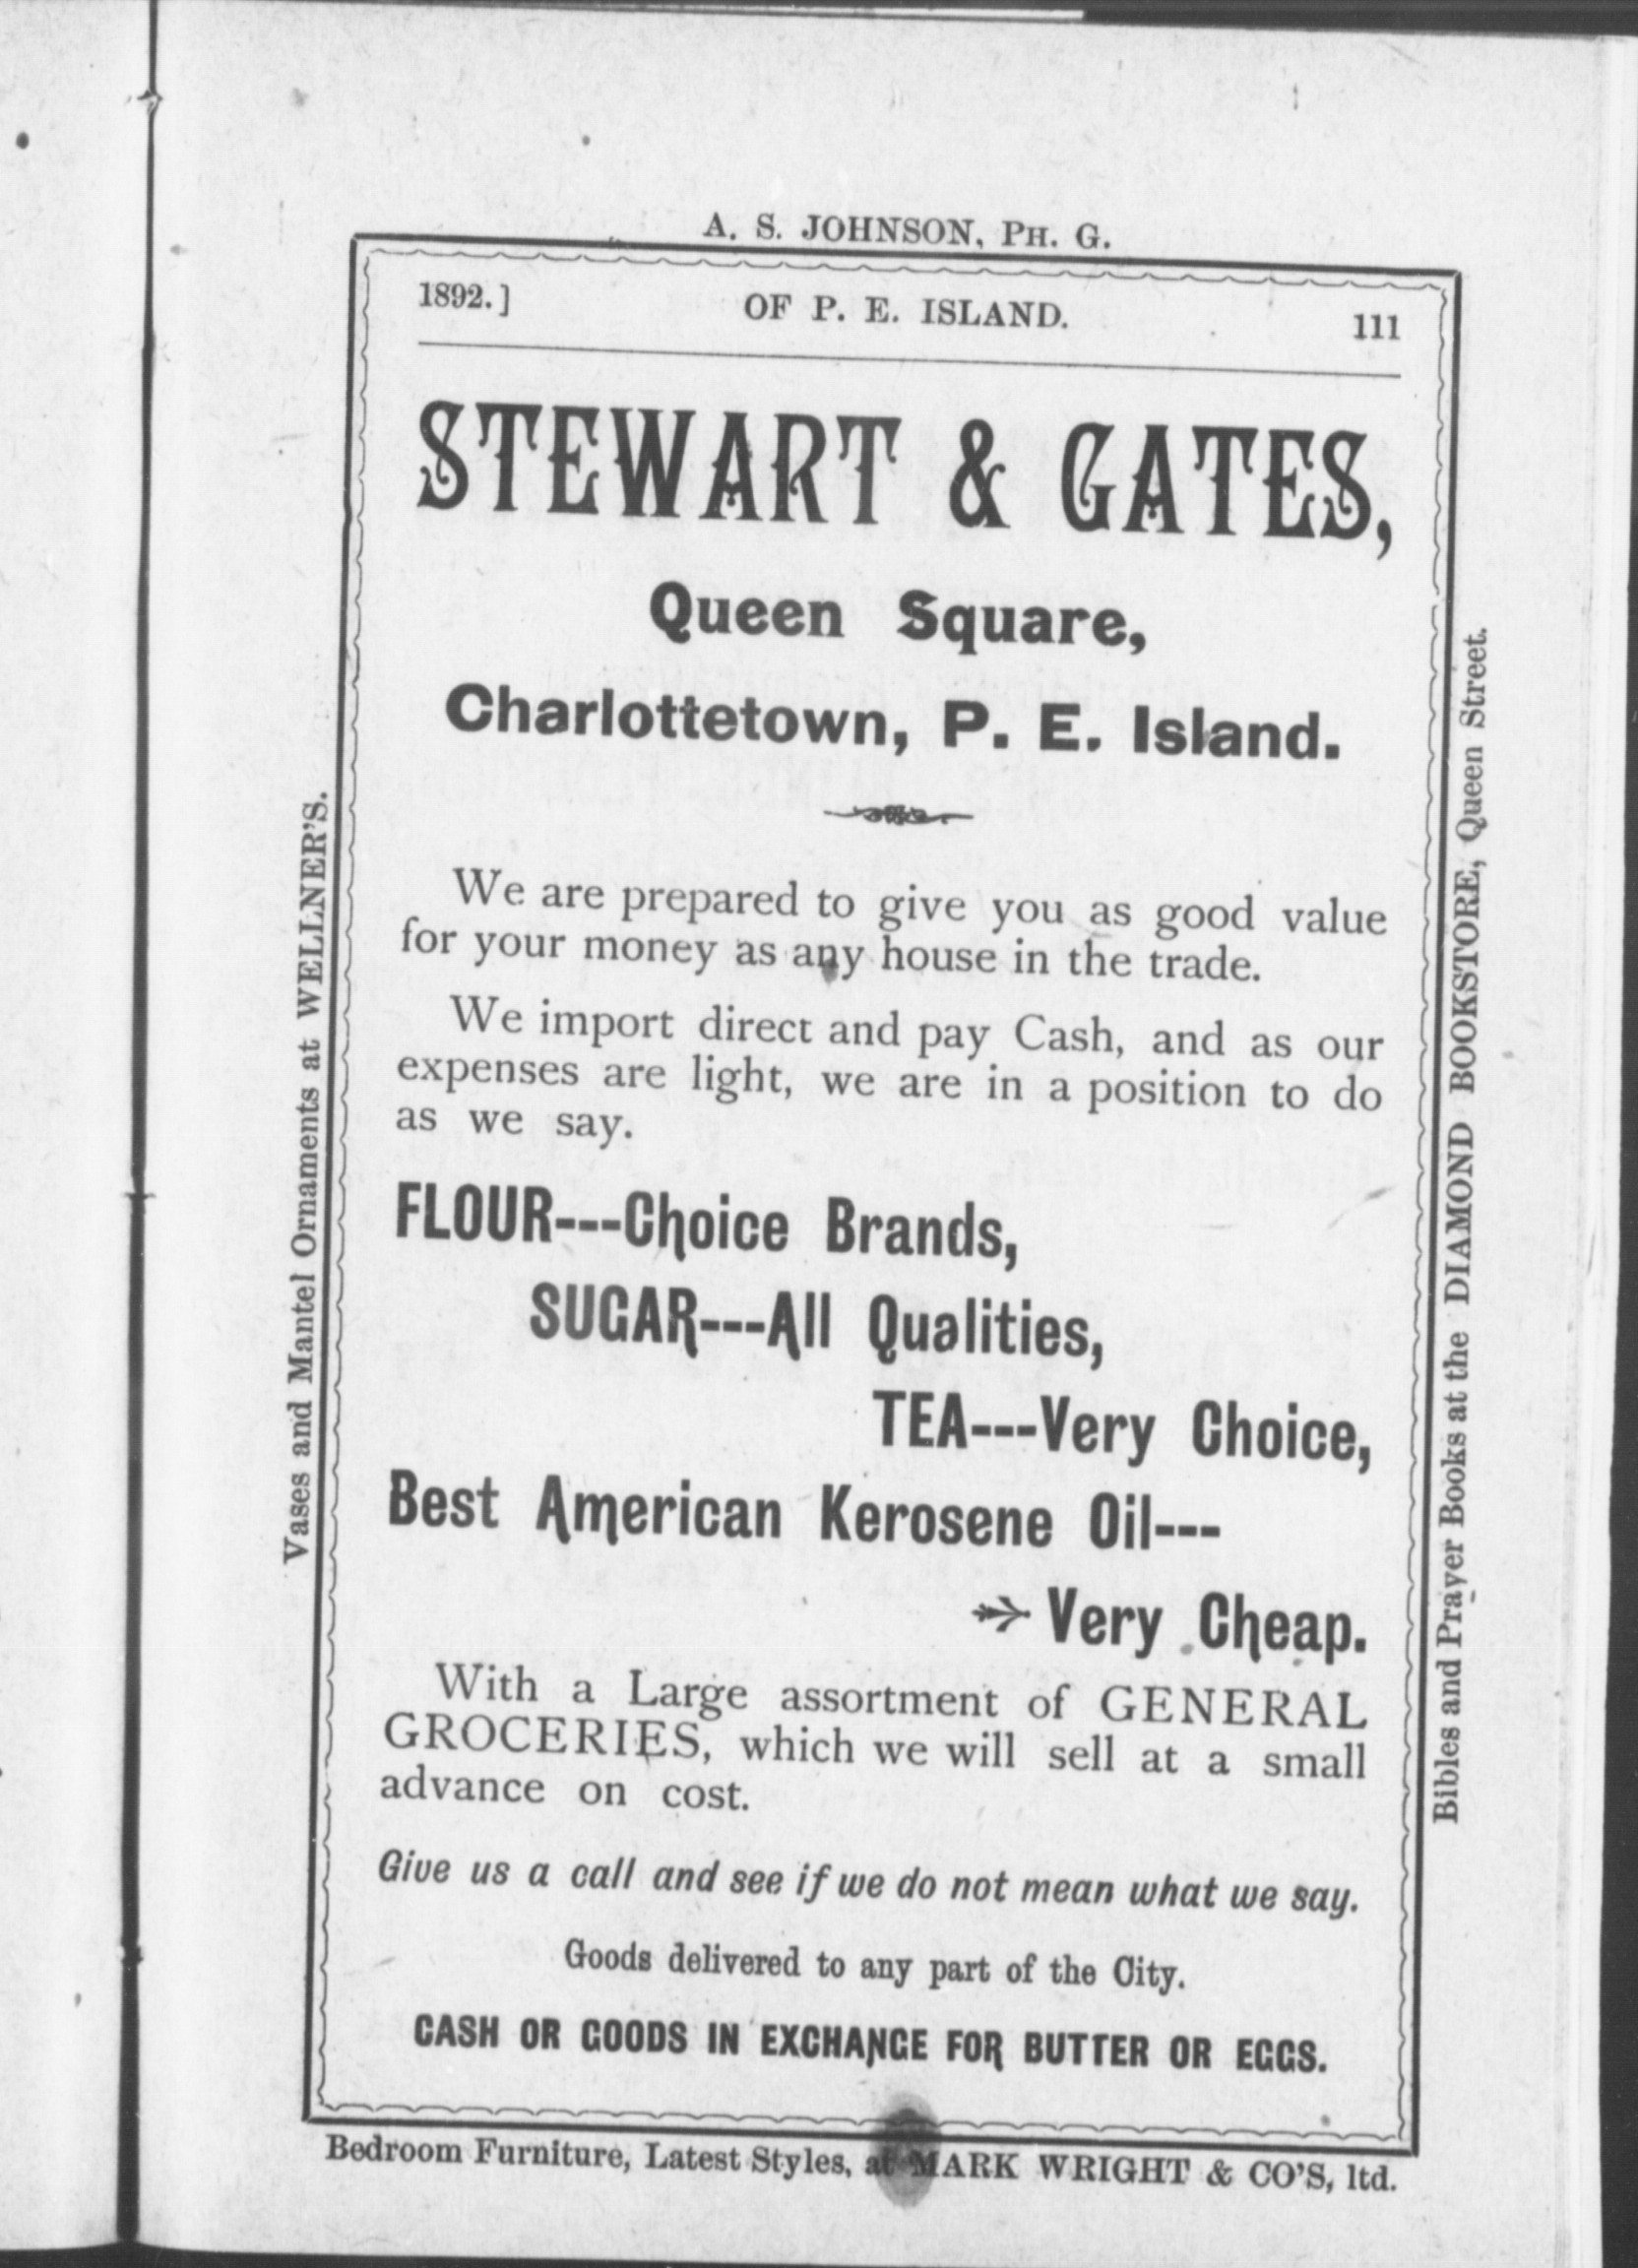 A. S. JOHNSON, PH. G.
1892.] OF P. E. ISLAND. 111
STEWART & GATES,
Queen Square,
Charlottetown, P. E. Island.
We are prepared to give you as good value
for your money as any house in the trade.
We import direct and pay Cash, and as our
expenses are light, we are in a position to do
as we say.
FLOUR---Choice Brands,
SUGAR---All Qualities,
TEA---Very Choice,
Best American Kerosene Oil---
Very Cheap.
With a Large assortment of GENERAL
GROCERIES, which we will sell at a small
advance on cost.
Give us a call and see if we do not mean what we say.
Goods delivered to any part of the City.
CASH OR GOODS IN EXCHANGE FOR BUTTER OR EGGS.
Bedroom Furniture, Latest Styles, at MARK WRIGHT & CO'S, ltd.
Vases and Mantel Ornaments at WELLNER'S.
Bibles and Prayer Books at the DIAMOND BOOKSTORE, Queen Street.